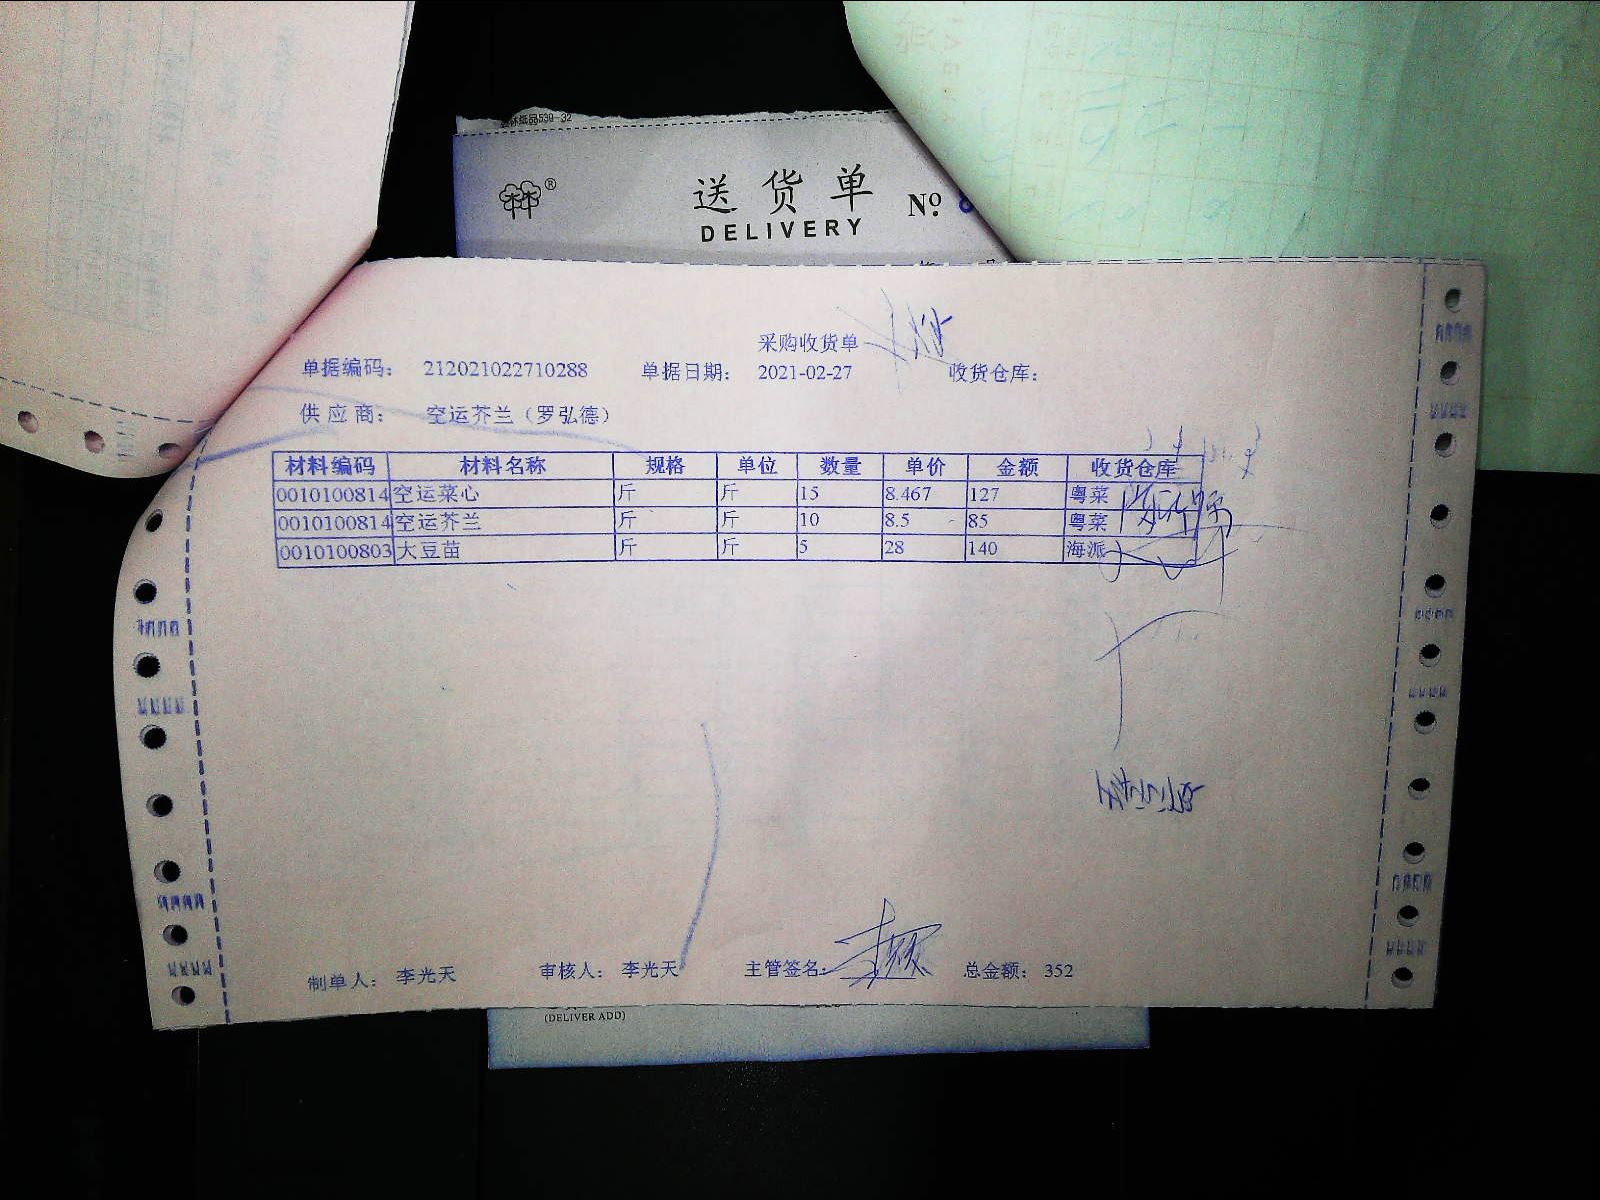 送货单 No.
DELIVERY
采购收货单
单据编码: 212021022710288 单据日期: 2021-02-27 收货仓库:
供应商: 空运芥兰（罗弘德）
材料编码 材料名称 规格 单位 数量 单价 金额 收货仓库
0010100814 空运菜心 斤 斤 15 8.467 127 粤菜
0010100814 空运芥兰 斤 斤 10 8.5 85 粤菜
0010100803 大豆苗 斤 斤 5 28 140 海派
制单人: 李光天 审核人: 李光天 主管签名: 总金额: 352
(DELIVER ADD)